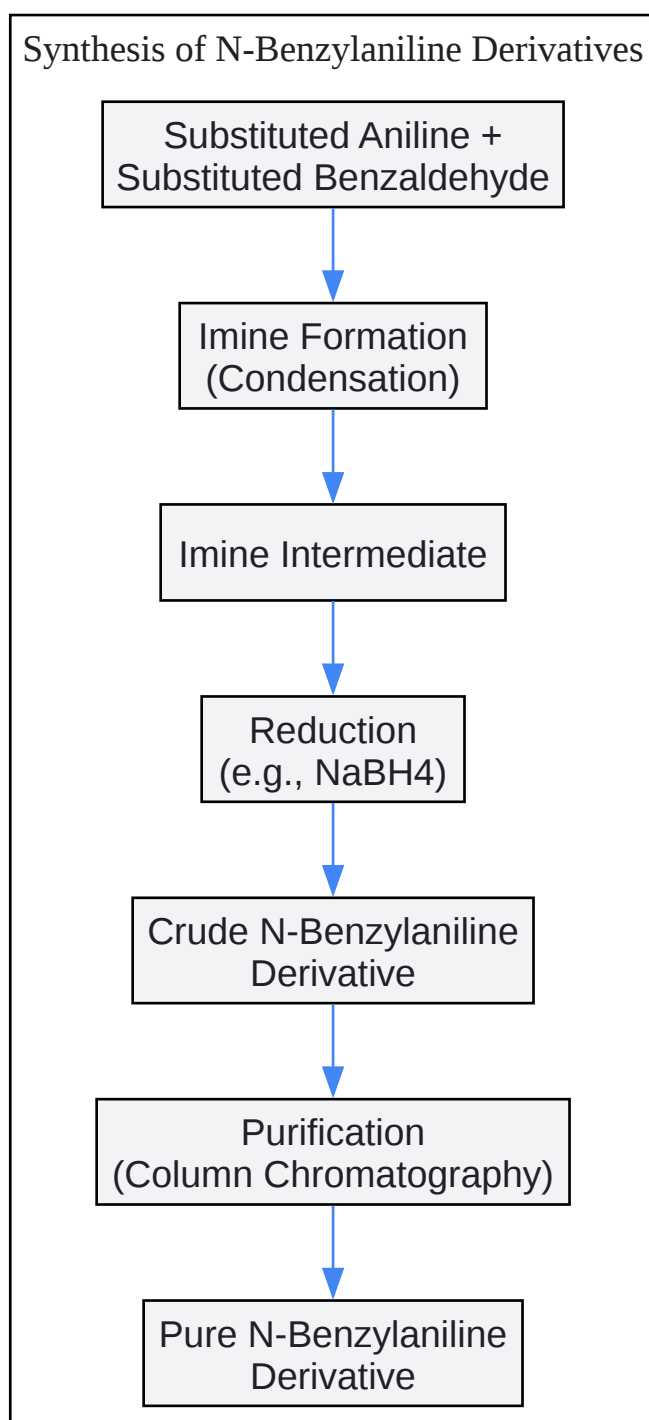 Synthesis of N-Benzylaniline Derivatives
Substituted Aniline +
Substituted Benzaldehyde
Imine Formation
(Condensation)
Imine Intermediate
Reduction
(e.g., NaBH4)
Crude N-Benzylaniline
Derivative
Purification
(Column Chromatography)
Pure N-Benzylaniline
Derivative